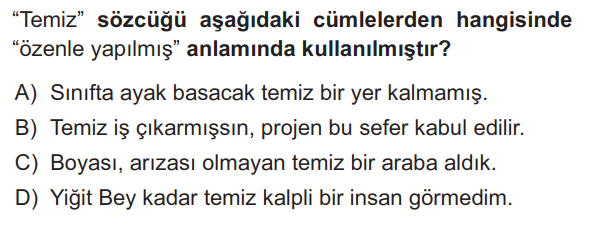 “Temiz” sözcüğü aşağıdaki cümlelerden hangisinde
“özenle yapılmış” anlamında kullanılmıştır?
A) Sınıfta ayak basacak temiz bir yer kalmamış.
B) Temiz iş çıkarmışsın, projen bu sefer kabul edilir.
C) Boyası, arızası olmayan temiz bir araba aldık.
D) Yiğit Bey kadar temiz kalpli bir insan görmedim.